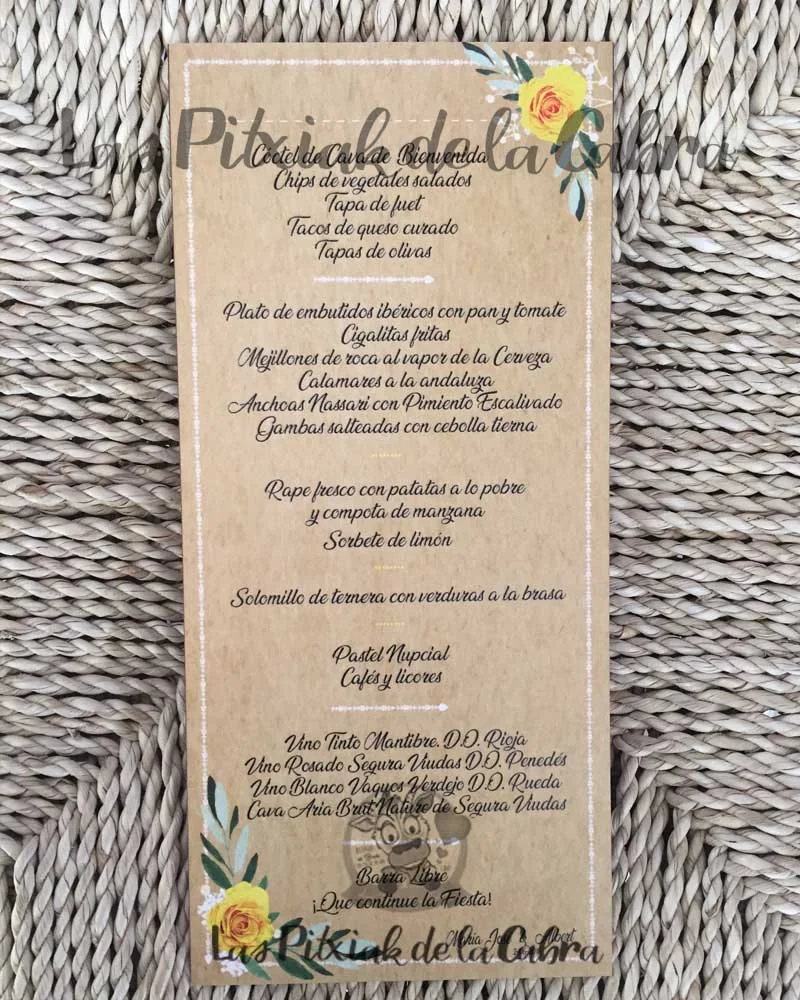 Las Pitxiak de la Cabra
Cóctel de Cava de Bienvenida
Chips de vegetales salados
Tapa de fuet
Tacos de queso curado
Tapas de olivas
Plato de embutidos ibéricos con pan y tomate
Cigalitas fritas
Mejillones de roca al vapor de la Cerveza
Calamares a la andaluza
Anchoas Nassari con Pimiento Escalivado
Gambas salteadas con cebolla tierna
Rape fresco con patatas a lo pobre
y compota de manzana
Sorbete de limón
Solomillo de ternera con verduras a la brasa
Pastel Nupcial
Cafés y licores
Vino Tinto Mantibre. D.O. Rioja
Vino Rosado Segura Viudas D.O. Penedés
Vino Blanco Vaquos Verdejo D.O. Rueda
Cava Aria Brut Nature de Segura Viudas
Barra Libre
¡Que continue la Fiesta!
Maria José & Albert
Las Pitxiak de la Cabra